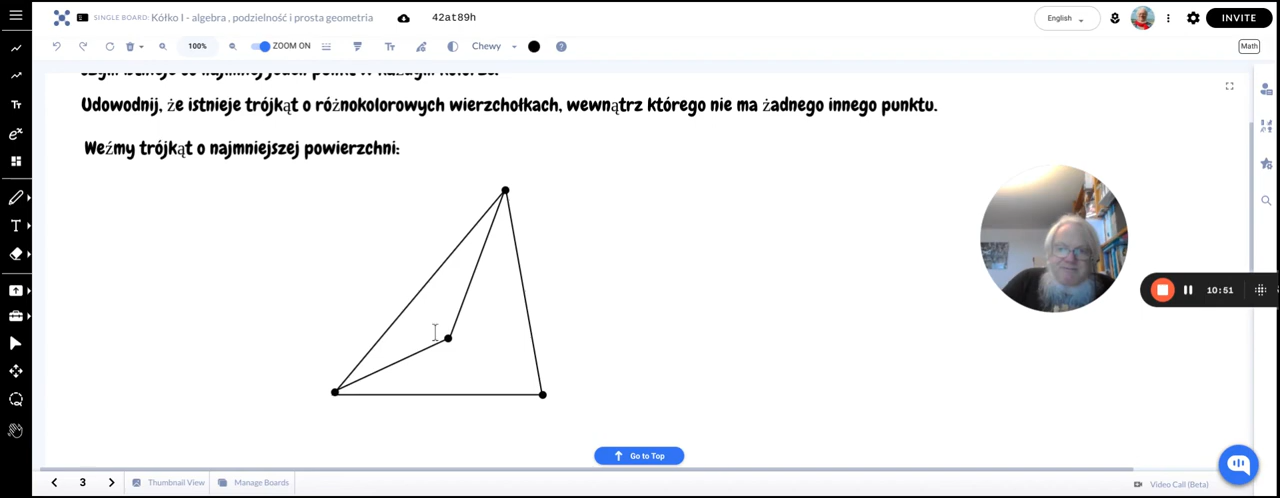 SINGLE BOARD: Kółko I - algebra , podzielność i prosta geometria
42at89h
English
INVITE
100%
ZOOM ON
Chewy
Math
Udowodnij, że istnieje trójkąt o różnokolorowych wierzchołkach, wewnątrz którego nie ma żadnego innego punktu.
Weźmy trójkąt o najmniejszej powierzchni:
10:51
Go to Top
3
Thumbnail View
Manage Boards
Video Call (Beta)